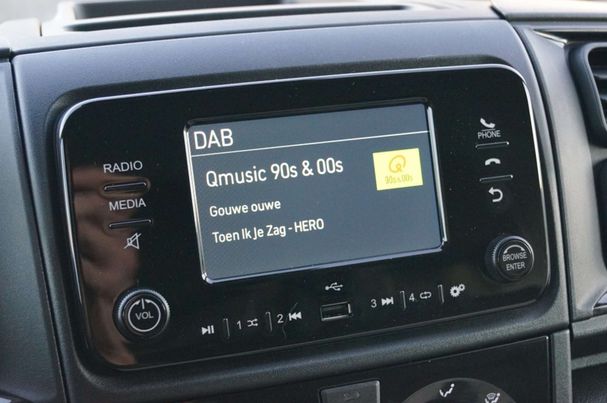 DAB
Qmusic 90s & 00s
90s & 00s
Gouwe ouwe
Toen Ik Je Zag - HERO
RADIO
MEDIA
VOL
PHONE
BROWSE
ENTER
1
2
3
4